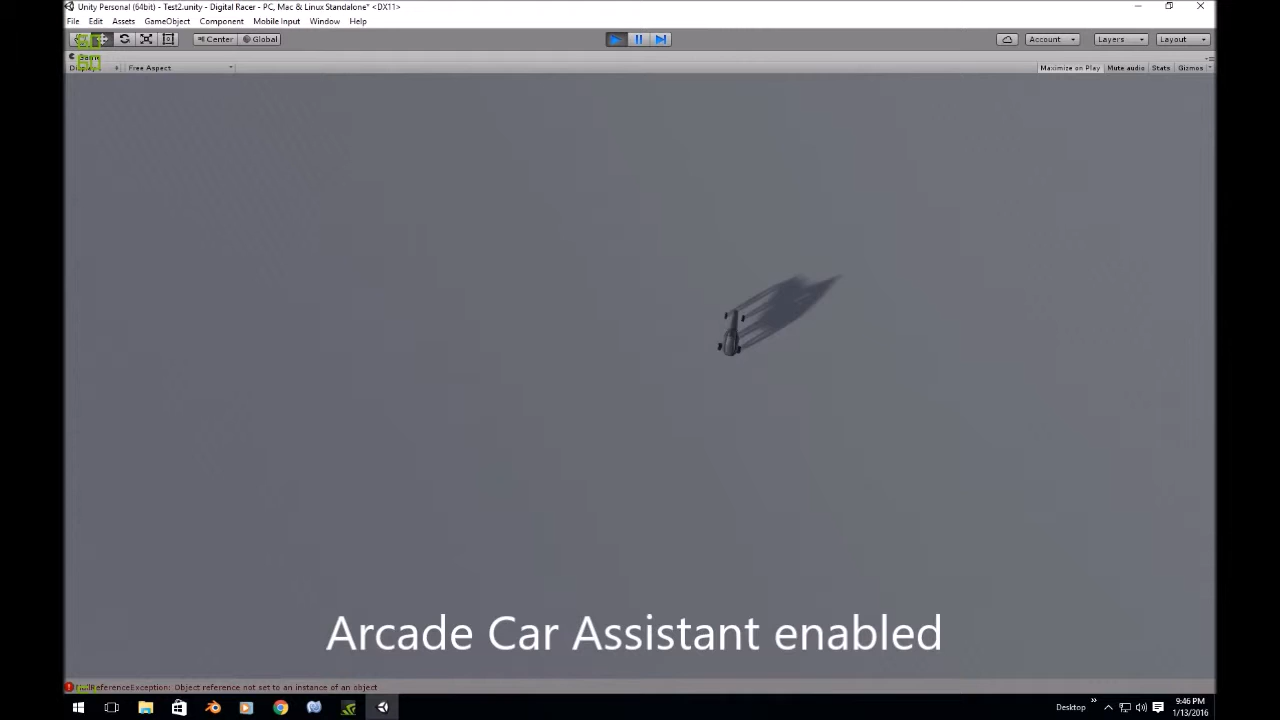 Unity Personal (64bit) - Test2.unity - Digital Racer - PC, Mac & Linux Standalone* <DX11>
File Edit Assets GameObject Component Mobile Input Window Help
Center Global Account Layers Layout
Game
Free Aspect Maximize on Play Mute audio Stats Gizmos
Arcade Car Assistant enabled
NullReferenceException: Object reference not set to an instance of an object
Desktop 9:46 PM
1/13/2016